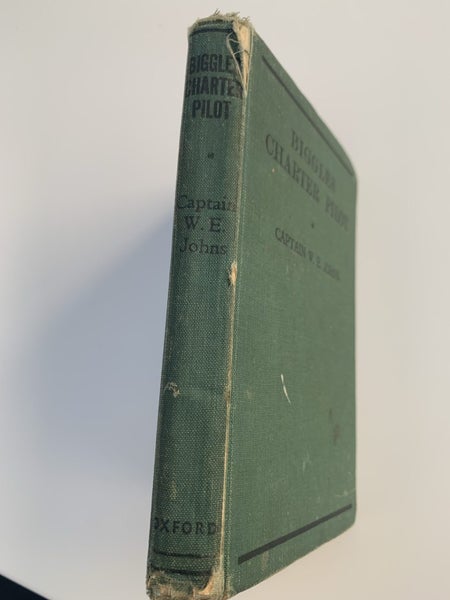 BIGGLES
CHARTER
PILOT
Captain
W. E.
Johns
OXFORD
BIGGLES
CHARTER PILOT
CAPTAIN W. E. JOHNS